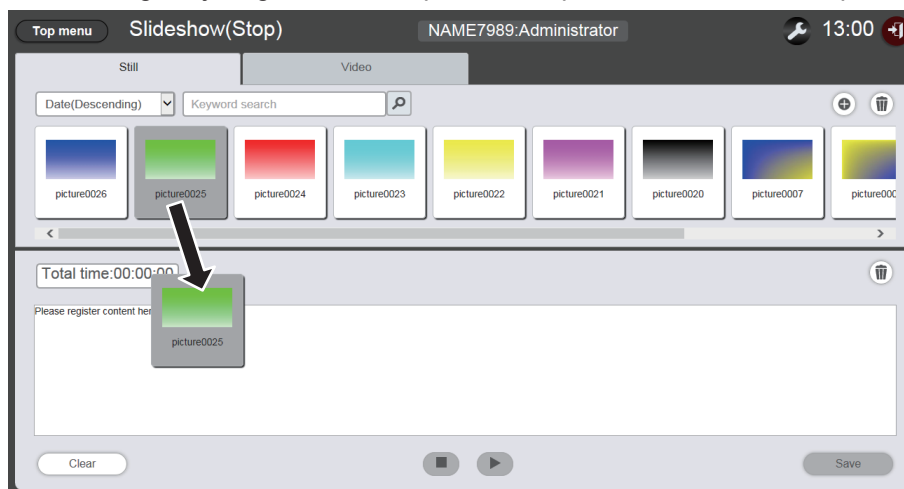 Top menu Slideshow(Stop) NAME7989:Administrator 13:00
Still Video
Date(Descending) Keyword search
picture0026 picture0025 picture0024 picture0023 picture0022 picture0021 picture0020 picture0007 picture000
Total time:00:00:00
Please register content her
picture0025
Clear Save